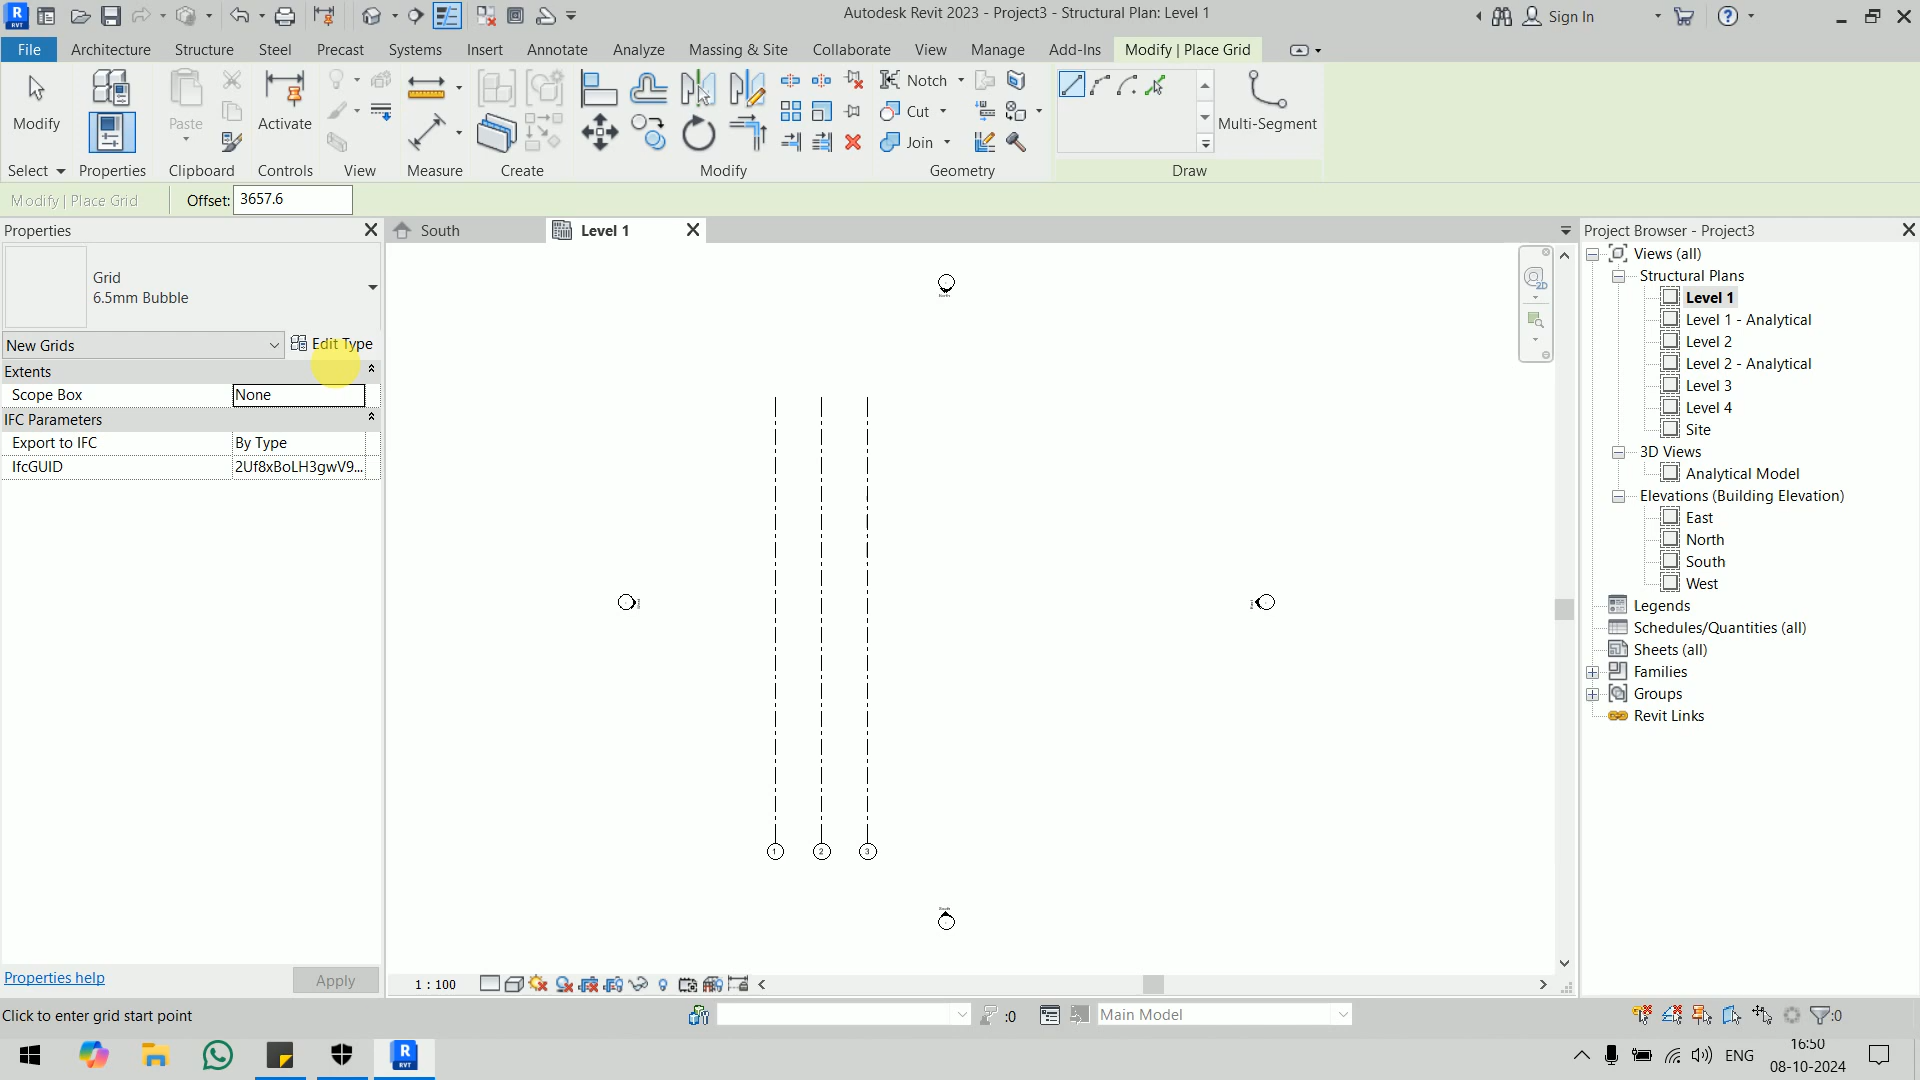 Autodesk Revit 2023 - Project3 - Structural Plan: Level 1
Sign In
File Architecture Structure Steel Precast Systems Insert Annotate Analyze Massing & Site Collaborate View Manage Add-Ins Modify | Place Grid
Modify
Paste
Activate
Notch
Cut
Join
Multi-Segment
Select Properties Clipboard Controls View Measure Create Modify Geometry Draw
Modify | Place Grid Offset: 3657.6
Properties
Grid
6.5mm Bubble
New Grids Edit Type
Extents
Scope Box None
IFC Parameters
Export to IFC By Type
IfcGUID 2Uf8xBoLH3gwV9...
Properties help Apply
South Level 1
2D
North
South
1 2 3
1 : 100
Project Browser - Project3
Views (all)
Structural Plans
Level 1
Level 1 - Analytical
Level 2
Level 2 - Analytical
Level 3
Level 4
Site
3D Views
Analytical Model
Elevations (Building Elevation)
East
North
South
West
Legends
Schedules/Quantities (all)
Sheets (all)
Families
Groups
Revit Links
Click to enter grid start point
:0
Main Model
:0
R
RVT
ENG
16:50
08-10-2024